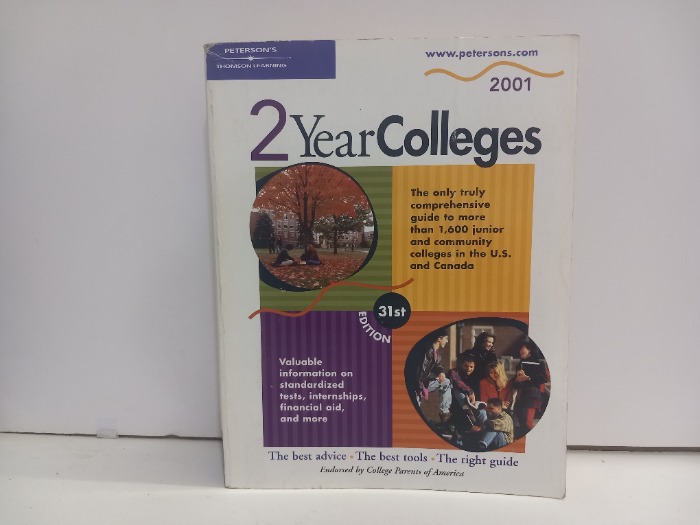 PETERSON'S
THOMSON LEARNING
www.petersons.com
2001
2 Year Colleges
The only truly
comprehensive
guide to more
than 1,600 junior
and community
colleges in the U.S.
and Canada
31st
EDITION
Valuable
information on
standardized
tests, internships,
financial aid,
and more
The best advice • The best tools • The right guide
Endorsed by College Parents of America